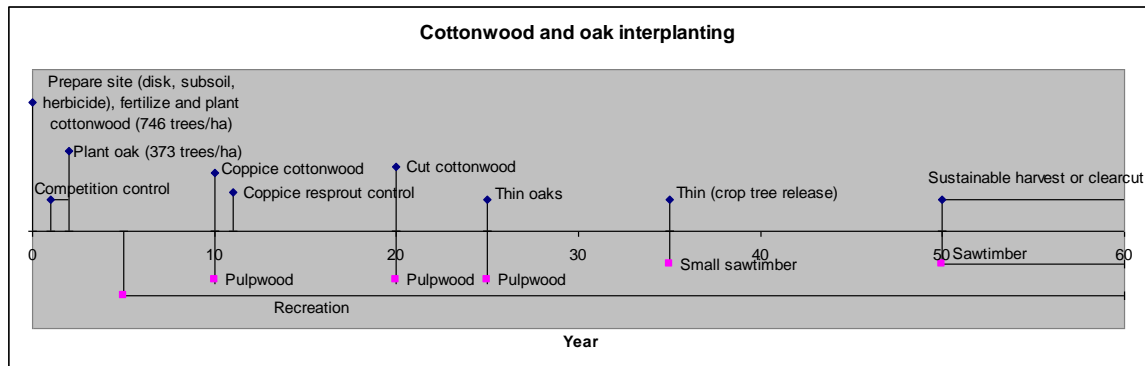 Cottonwood and oak interplanting
Prepare site (disk, subsoil,
herbicide), fertilize and plant
cottonwood (746 trees/ha)
Plant oak (373 trees/ha)
Coppice cottonwood
Cut cottonwood
Competition control
Coppice resprout control
Thin oaks
Thin (crop tree release)
Sustainable harvest or clearcut
0 10 20 30 40 50 60
Pulpwood
Pulpwood
Pulpwood
Small sawtimber
Sawtimber
Recreation
Year